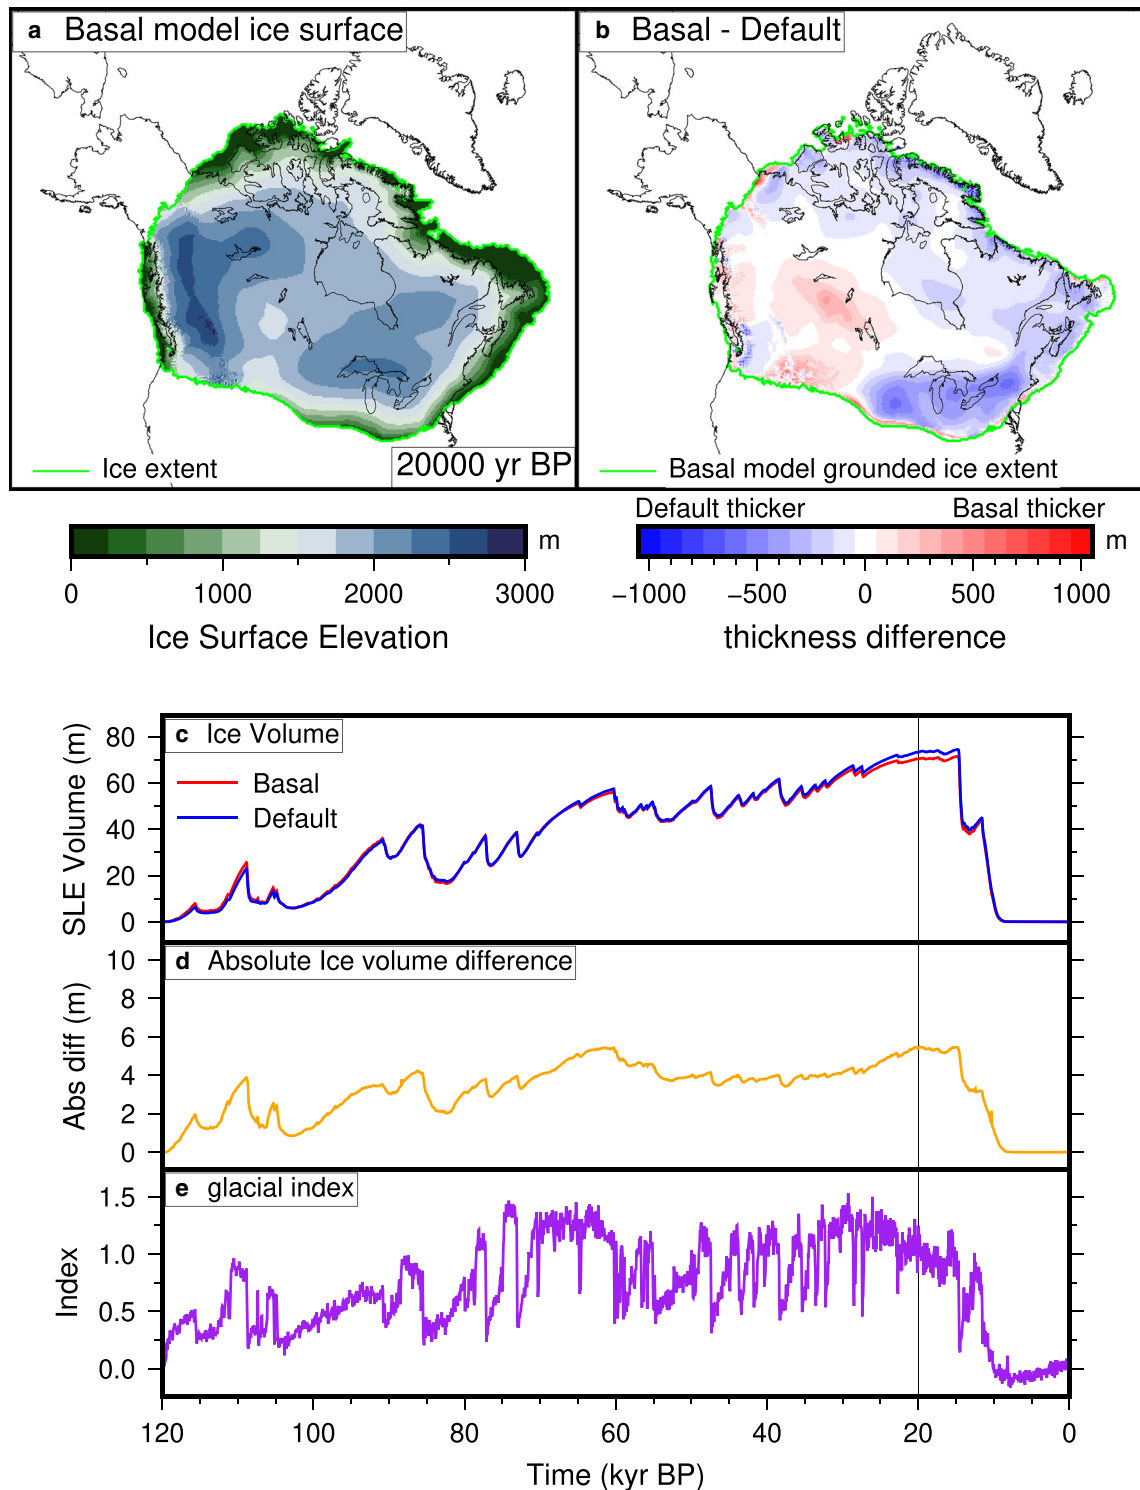 a Basal model ice surface
Ice extent
20000 yr BP
b Basal - Default
Basal model grounded ice extent
m
0 1000 2000 3000
Ice Surface Elevation
Default thicker Basal thicker
m
−1000 −500 0 500 1000
thickness difference
c Ice Volume
Basal
Default
SLE Volume (m)
80
60
40
20
0
d Absolute Ice volume difference
Abs diff (m)
10
8
6
4
2
0
e glacial index
Index
1.5
1.0
0.5
0.0
120 100 80 60 40 20 0
Time (kyr BP)